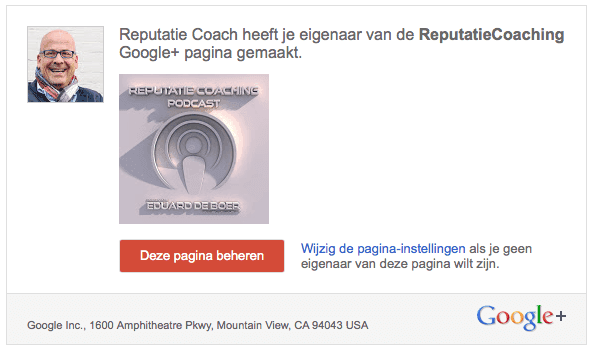 Reputatie Coach heeft je eigenaar van de ReputatieCoaching
Google+ pagina gemaakt.
REPUTATIE COACHING
PODCAST
EDUARD DE BOER
Deze pagina beheren
Wijzig de pagina-instellingen als je geen
eigenaar van deze pagina wilt zijn.
Google Inc., 1600 Amphitheatre Pkwy, Mountain View, CA 94043 USA
Google+